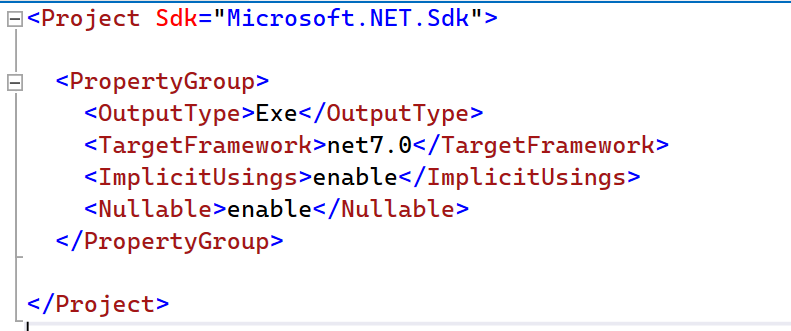 <Project Sdk="Microsoft.NET.Sdk">
<PropertyGroup>
<OutputType>Exe</OutputType>
<TargetFramework>net7.0</TargetFramework>
<ImplicitUsings>enable</ImplicitUsings>
<Nullable>enable</Nullable>
</PropertyGroup>
</Project>